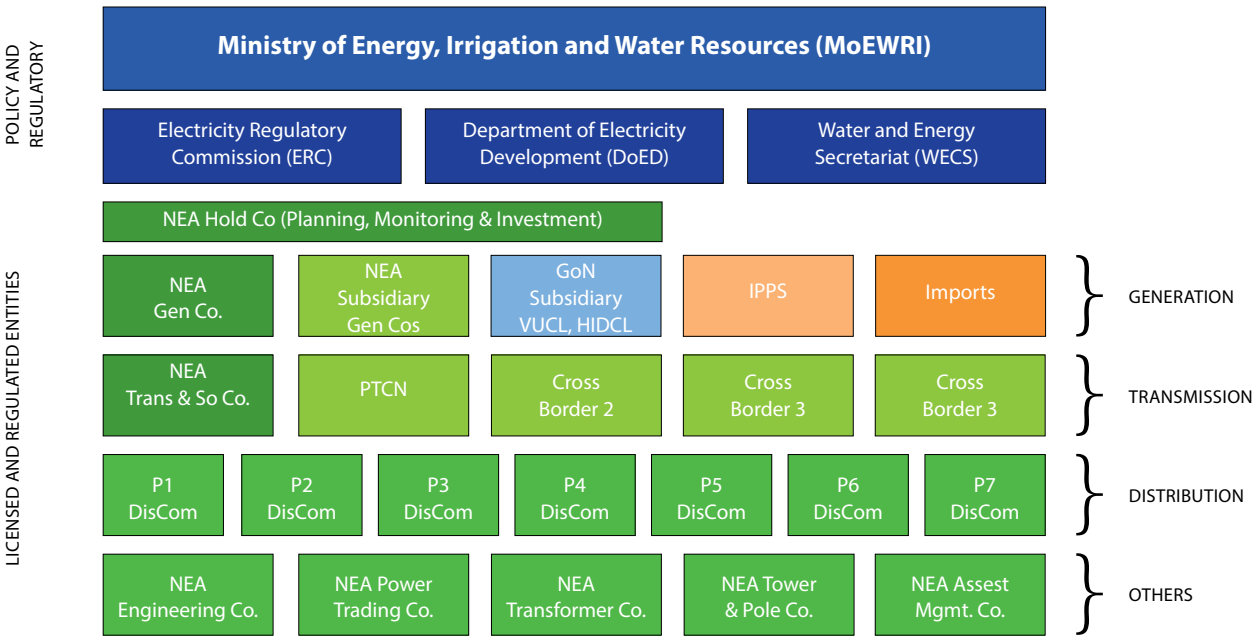 POLICY AND
REGULATORY
Ministry of Energy, Irrigation and Water Resources (MoEWRI)
Electricity Regulatory
Commission (ERC)
Department of Electricity
Development (DoED)
Water and Energy
Secretariat (WECS)
LICENSED AND REGULATED ENTITIES
NEA Hold Co (Planning, Monitoring & Investment)
NEA
Gen Co.
NEA
Subsidiary
Gen Cos
GoN
Subsidiary
VUCL, HIDCL
IPPS
Imports
GENERATION
NEA
Trans & So Co.
PTCN
Cross
Border 2
Cross
Border 3
Cross
Border 3
TRANSMISSION
P1
DisCom
P2
DisCom
P3
DisCom
P4
DisCom
P5
DisCom
P6
DisCom
P7
DisCom
DISTRIBUTION
NEA
Engineering Co.
NEA Power
Trading Co.
NEA
Transformer Co.
NEA Tower
& Pole Co.
NEA Assest
Mgmt. Co.
OTHERS